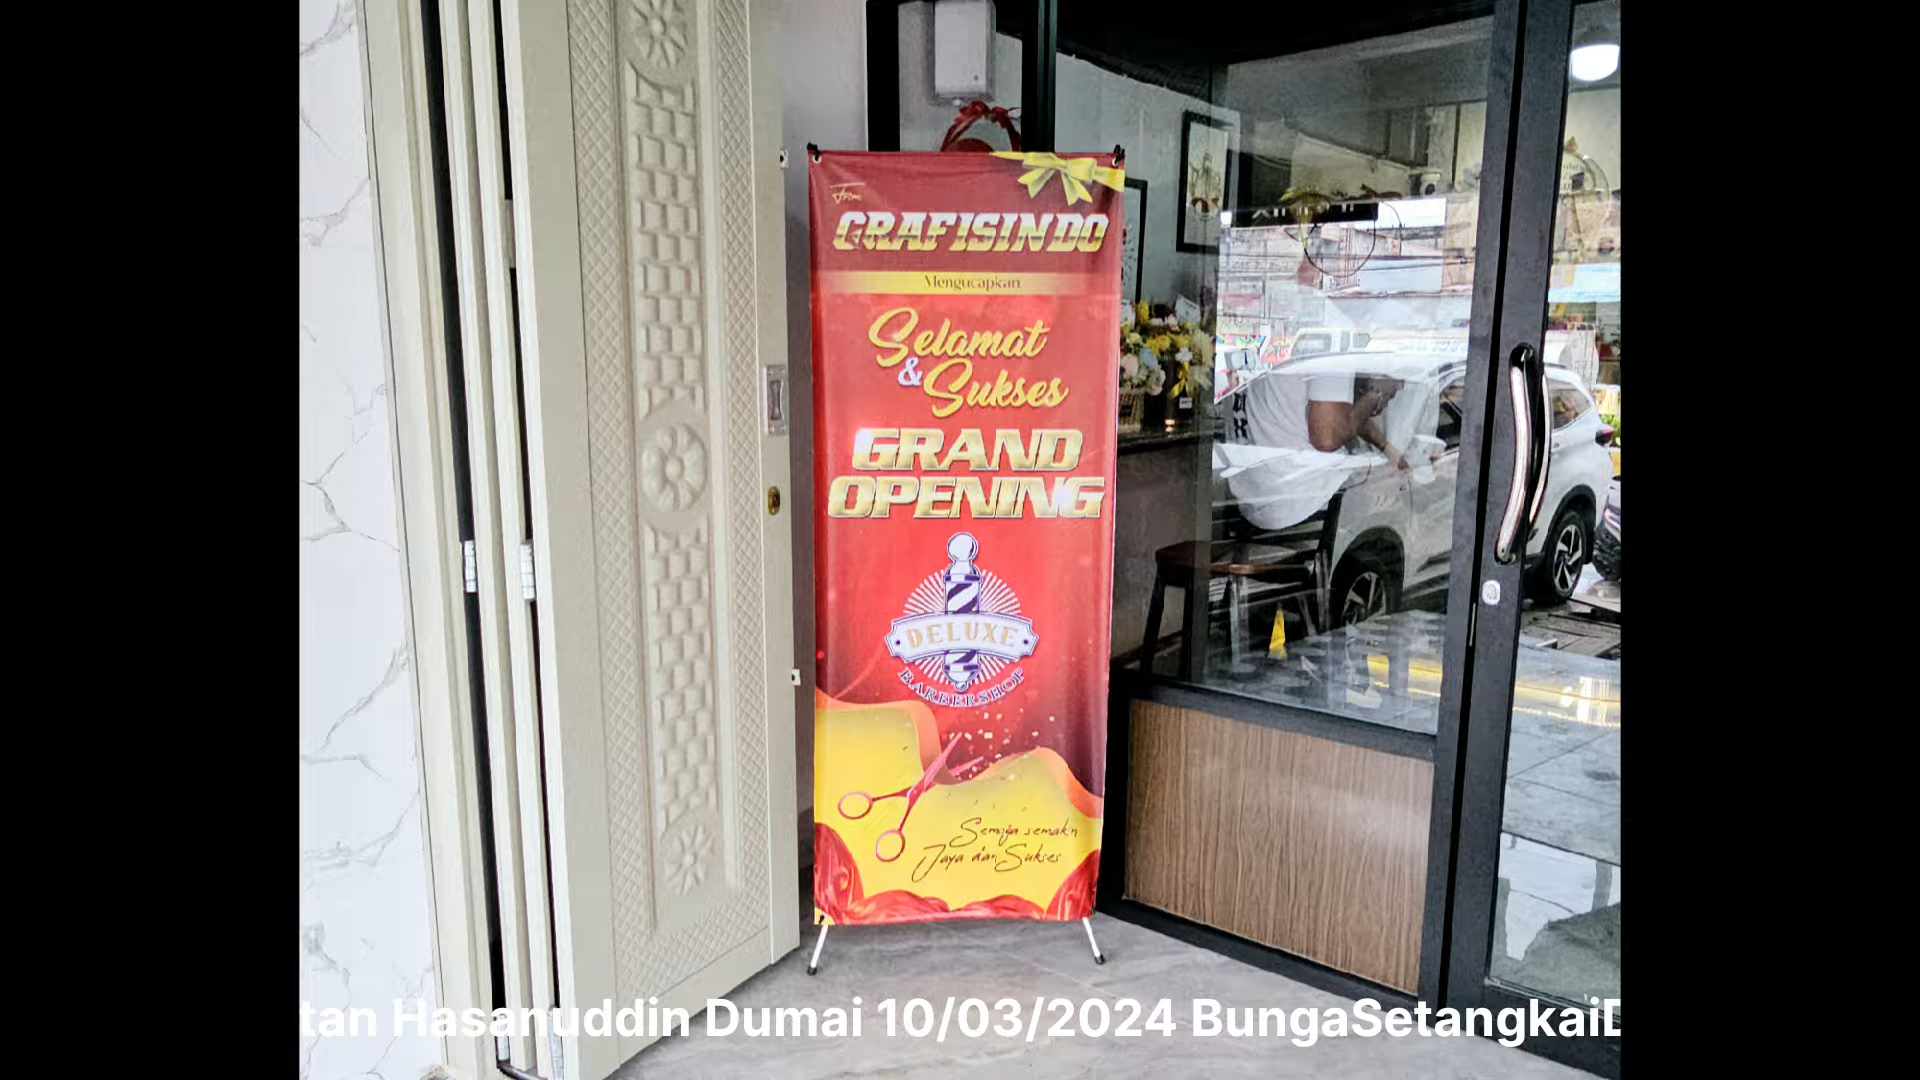 From
GRAFISINDO
Mengucapkan
Selamat
& Sukses
GRAND
OPENING
DELUXE
BARBERSHOP
Semoga semakin
Jaya dan Sukses
tan Hasanuddin Dumai 10/03/2024 BungaSetangkai